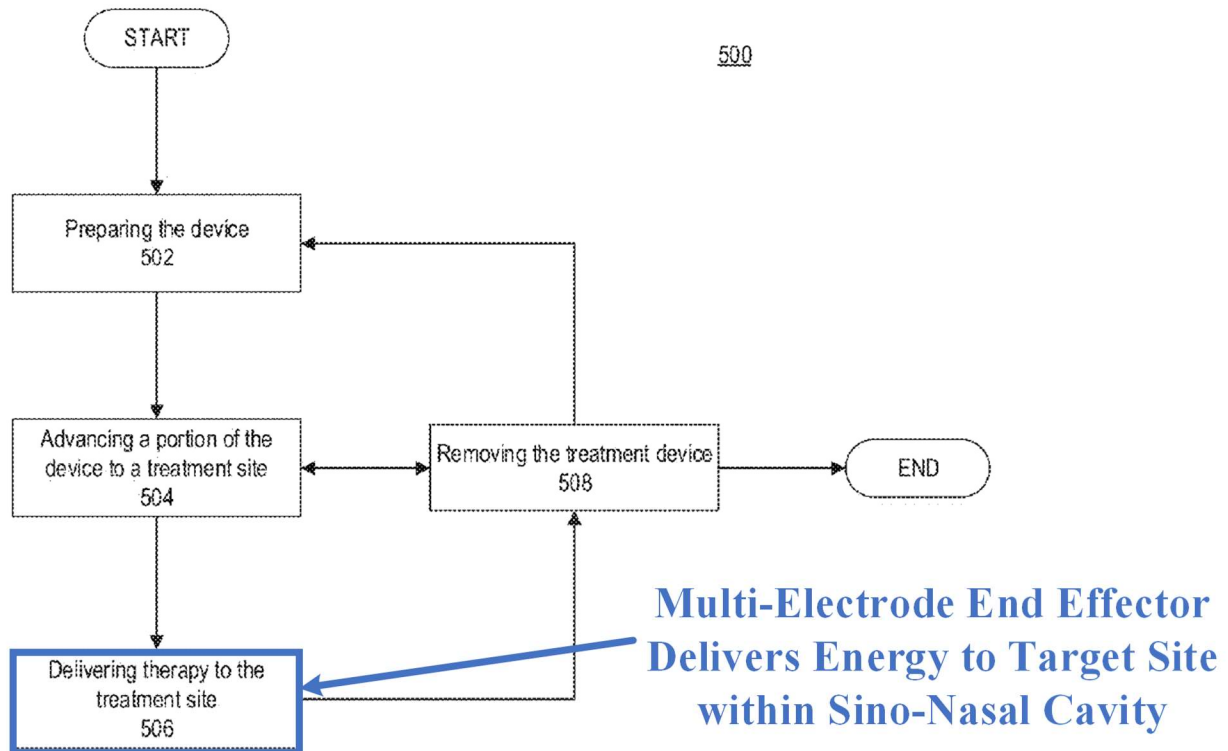 START
500
Preparing the device
502
Advancing a portion of the
device to a treatment site
504
Removing the treatment device
508
END
Delivering therapy to the
treatment site
506
Multi-Electrode End Effector
Delivers Energy to Target Site
within Sino-Nasal Cavity